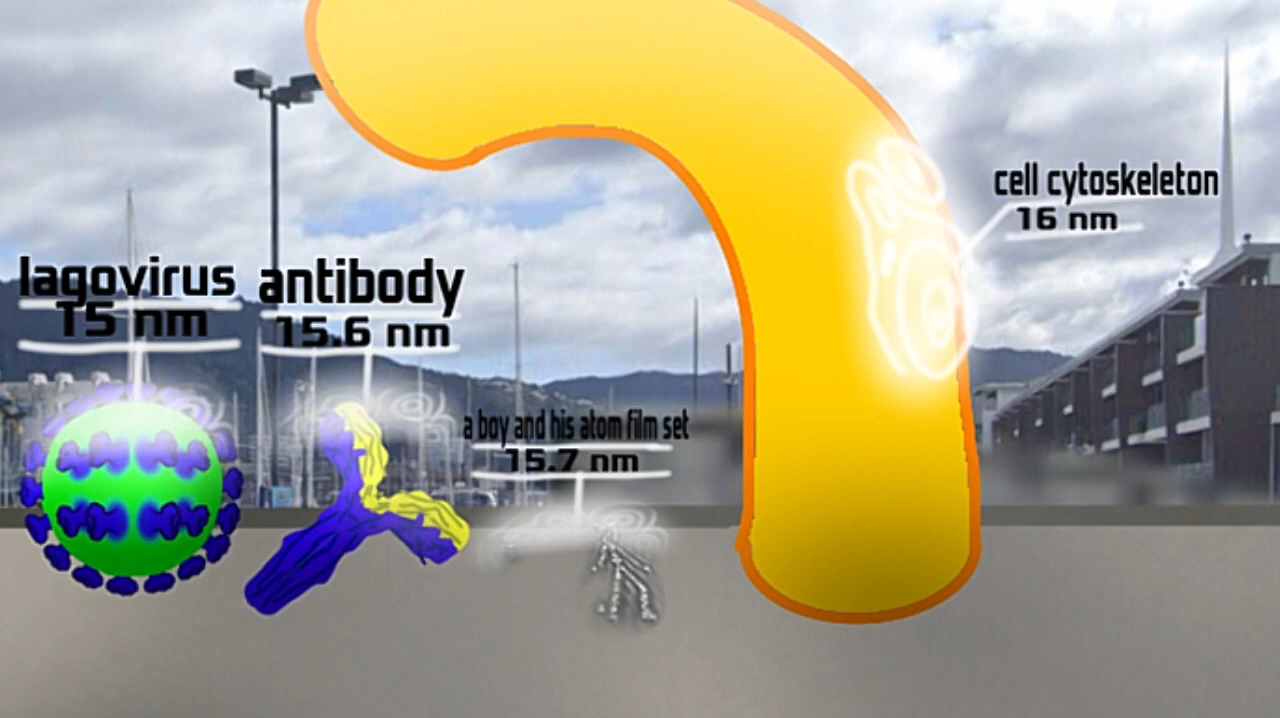 lagovirus
15 nm
antibody
15.6 nm
a boy and his atom film set
15.7 nm
cell cytoskeleton
16 nm